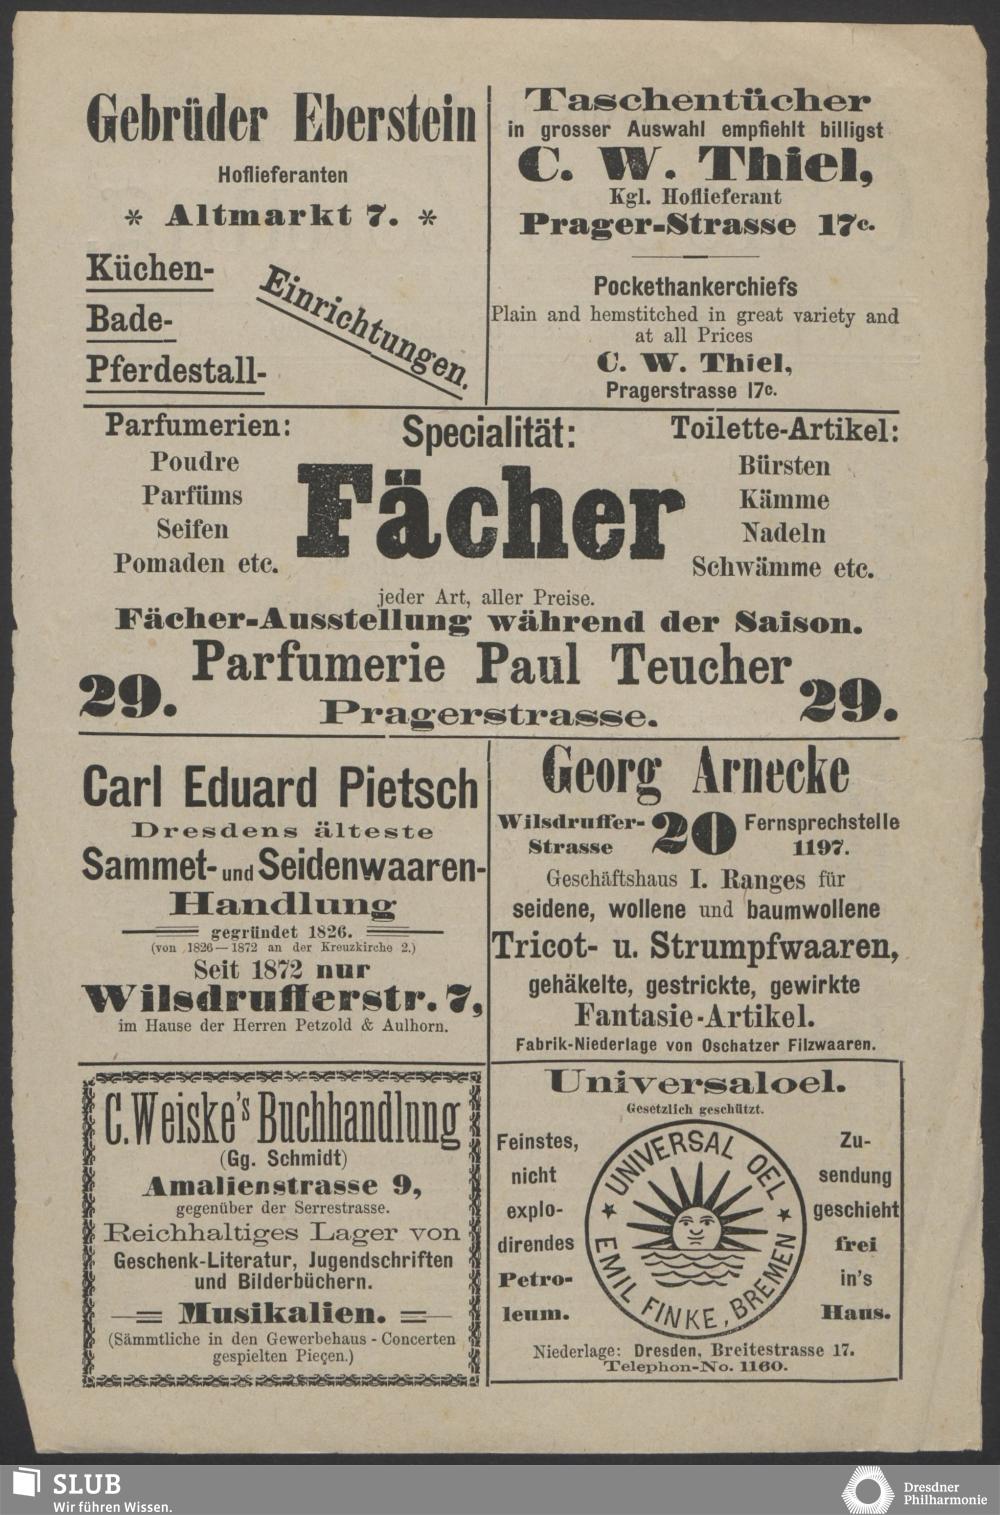 Gebrüder Eberstein
Hoflieferanten
* Altmarkt 7. *
Küchen-
Bade-
Pferdestall-
Einrichtungen.
Taschentücher
in grosser Auswahl empfiehlt billigst
C. W. Thiel,
Kgl. Hoflieferant
Prager-Strasse 17c.
Pockethankerchiefs
Plain and hemstitched in great variety and
at all Prices
C. W. Thiel,
Pragerstrasse 17c.
Parfumerien:
Poudre
Parfüms
Seifen
Pomaden etc.
Specialität:
Fächer
jeder Art, aller Preise.
Toilette-Artikel:
Bürsten
Kämme
Nadeln
Schwämme etc.
Fächer-Ausstellung während der Saison.
29. Parfumerie Paul Teucher 29.
Pragerstrasse.
Carl Eduard Pietsch
Dresdens älteste
Sammet- und Seidenwaaren-
Handlung
gegründet 1826.
(von 1826—1872 an der Kreuzkirche 2.)
Seit 1872 nur
Wilsdrufferstr. 7,
im Hause der Herren Petzold & Aulhorn.
Georg Arnecke
Wilsdruffer-
Strasse
20
Fernsprechstelle
1197.
Geschäftshaus I. Ranges für
seidene, wollene und baumwollene
Tricot- u. Strumpfwaaren,
gehäkelte, gestrickte, gewirkte
Fantasie-Artikel.
Fabrik-Niederlage von Oschatzer Filzwaaren.
C. Weiske's Buchhandlung
(Gg. Schmidt)
Amalienstrasse 9,
gegenüber der Serrestrasse.
Reichhaltiges Lager von
Geschenk-Literatur, Jugendschriften
und Bilderbüchern.
Musikalien.
(Sämmtliche in den Gewerbehaus-Concerten
gespielten Pieçen.)
Universaloel.
Gesetzlich geschützt.
Feinstes,
nicht
explo-
direndes
Petro-
leum.
UNIVERSAL OEL
EMIL FINKE, BREMEN
Zu-
sendung
geschieht
frei
in's
Haus.
Niederlage: Dresden, Breitestrasse 17.
Telephon-No. 1160.
SLUB
Wir führen Wissen.
Dresdner
Philharmonie